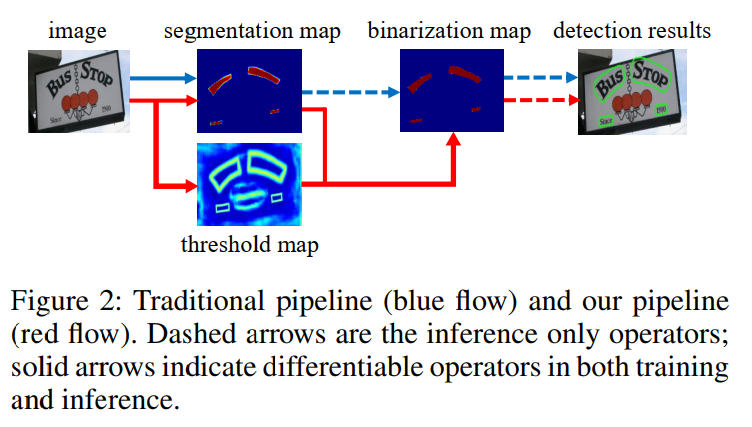 image
segmentation map
binarization map
detection results
BUS STOP
Since
1986
BUS STOP
Since
1986
threshold map
Figure 2: Traditional pipeline (blue flow) and our pipeline
(red flow). Dashed arrows are the inference only operators;
solid arrows indicate differentiable operators in both training
and inference.